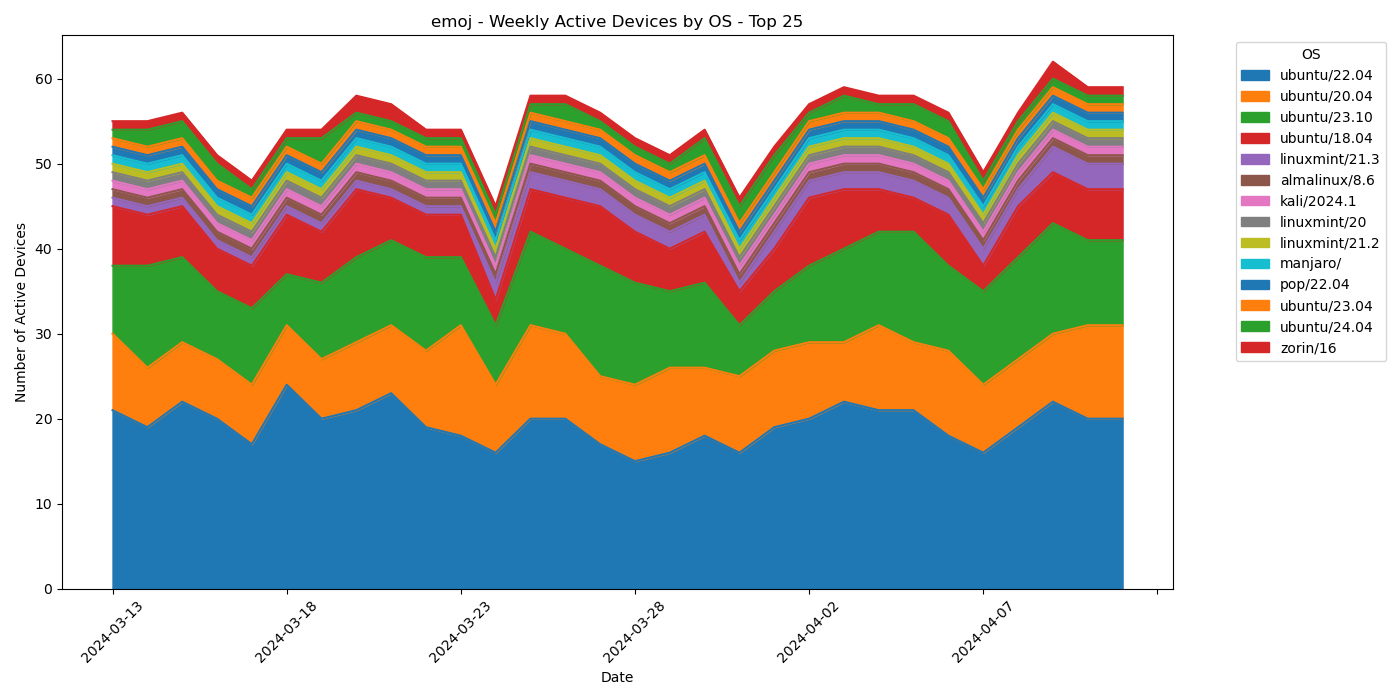 emoj - Weekly Active Devices by OS - Top 25
Number of Active Devices
60
50
40
30
20
10
0
2024-03-13
2024-03-18
2024-03-23
2024-03-28
2024-04-02
2024-04-07
Date
OS
ubuntu/22.04
ubuntu/20.04
ubuntu/23.10
ubuntu/18.04
linuxmint/21.3
almalinux/8.6
kali/2024.1
linuxmint/20
linuxmint/21.2
manjaro/
pop/22.04
ubuntu/23.04
ubuntu/24.04
zorin/16